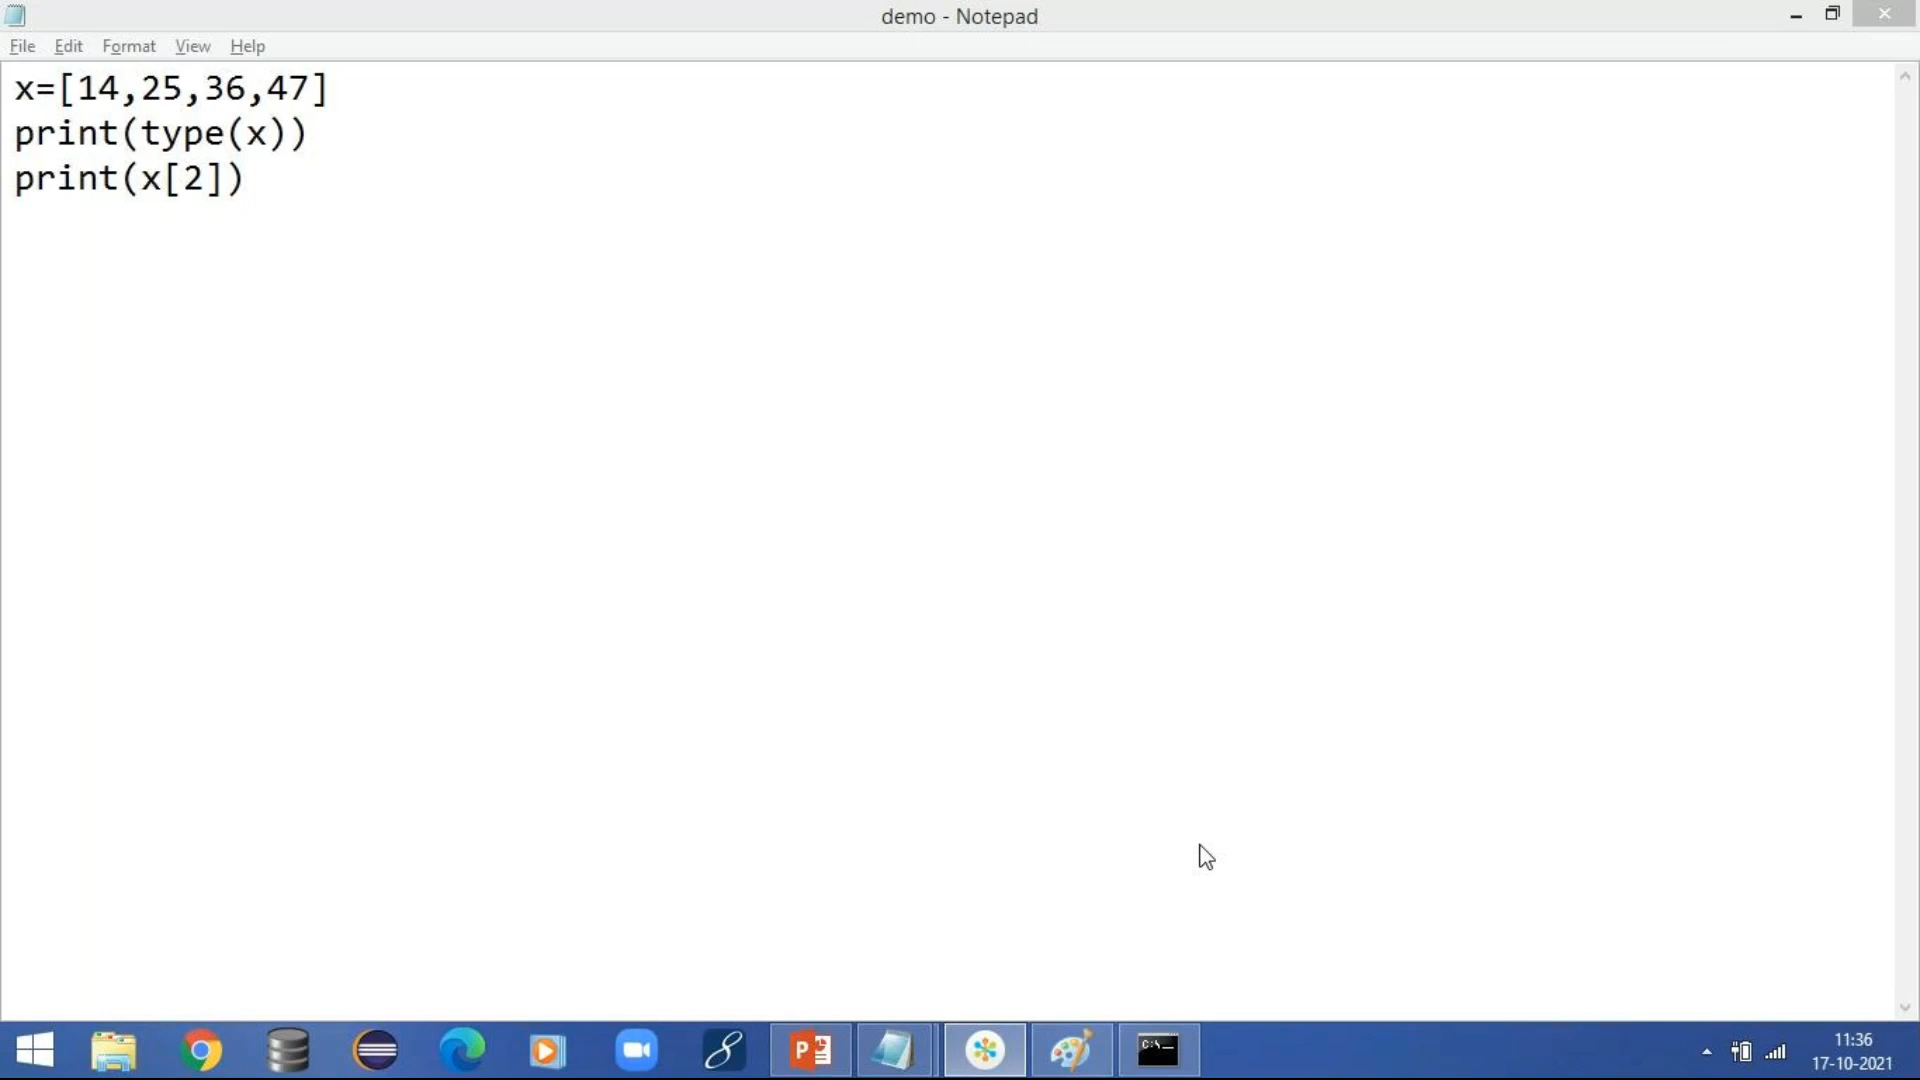 demo - Notepad
File Edit Format View Help
x=[14,25,36,47]
print(type(x))
print(x[2])
11:36
17-10-2021